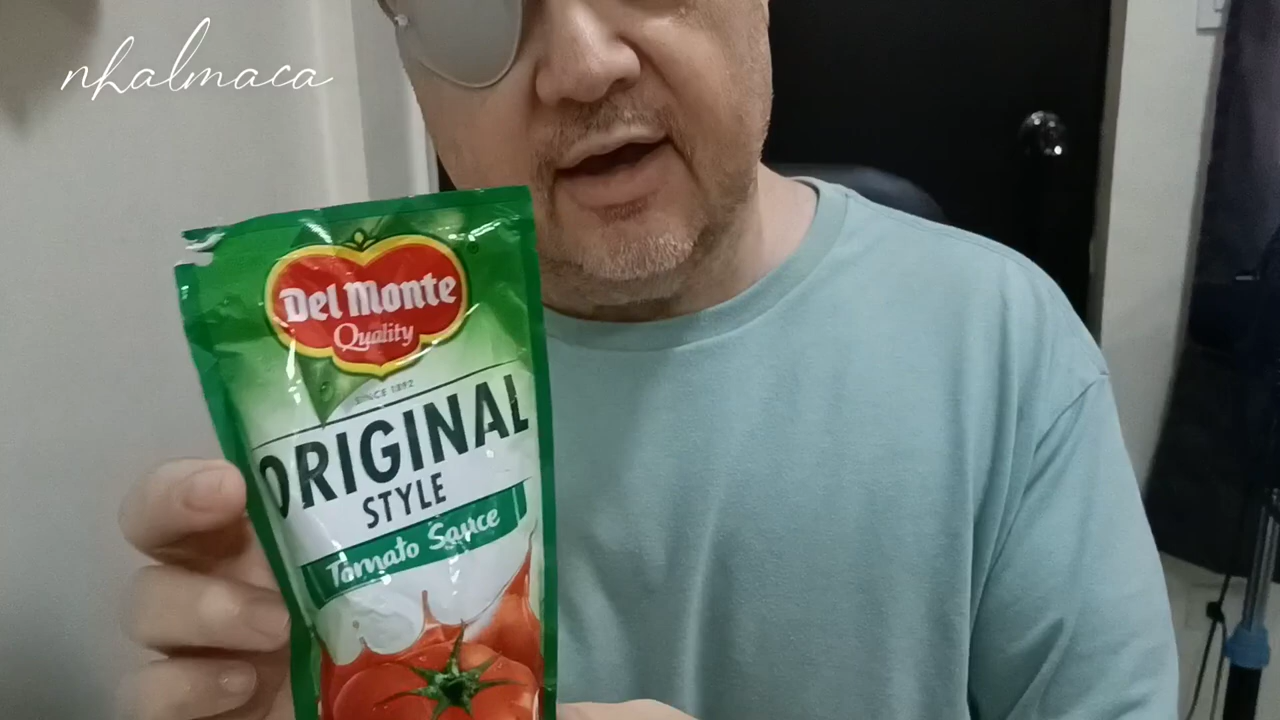 nhalmaca
Del Monte
Quality
SINCE 1892
ORIGINAL
STYLE
Tomato Sauce